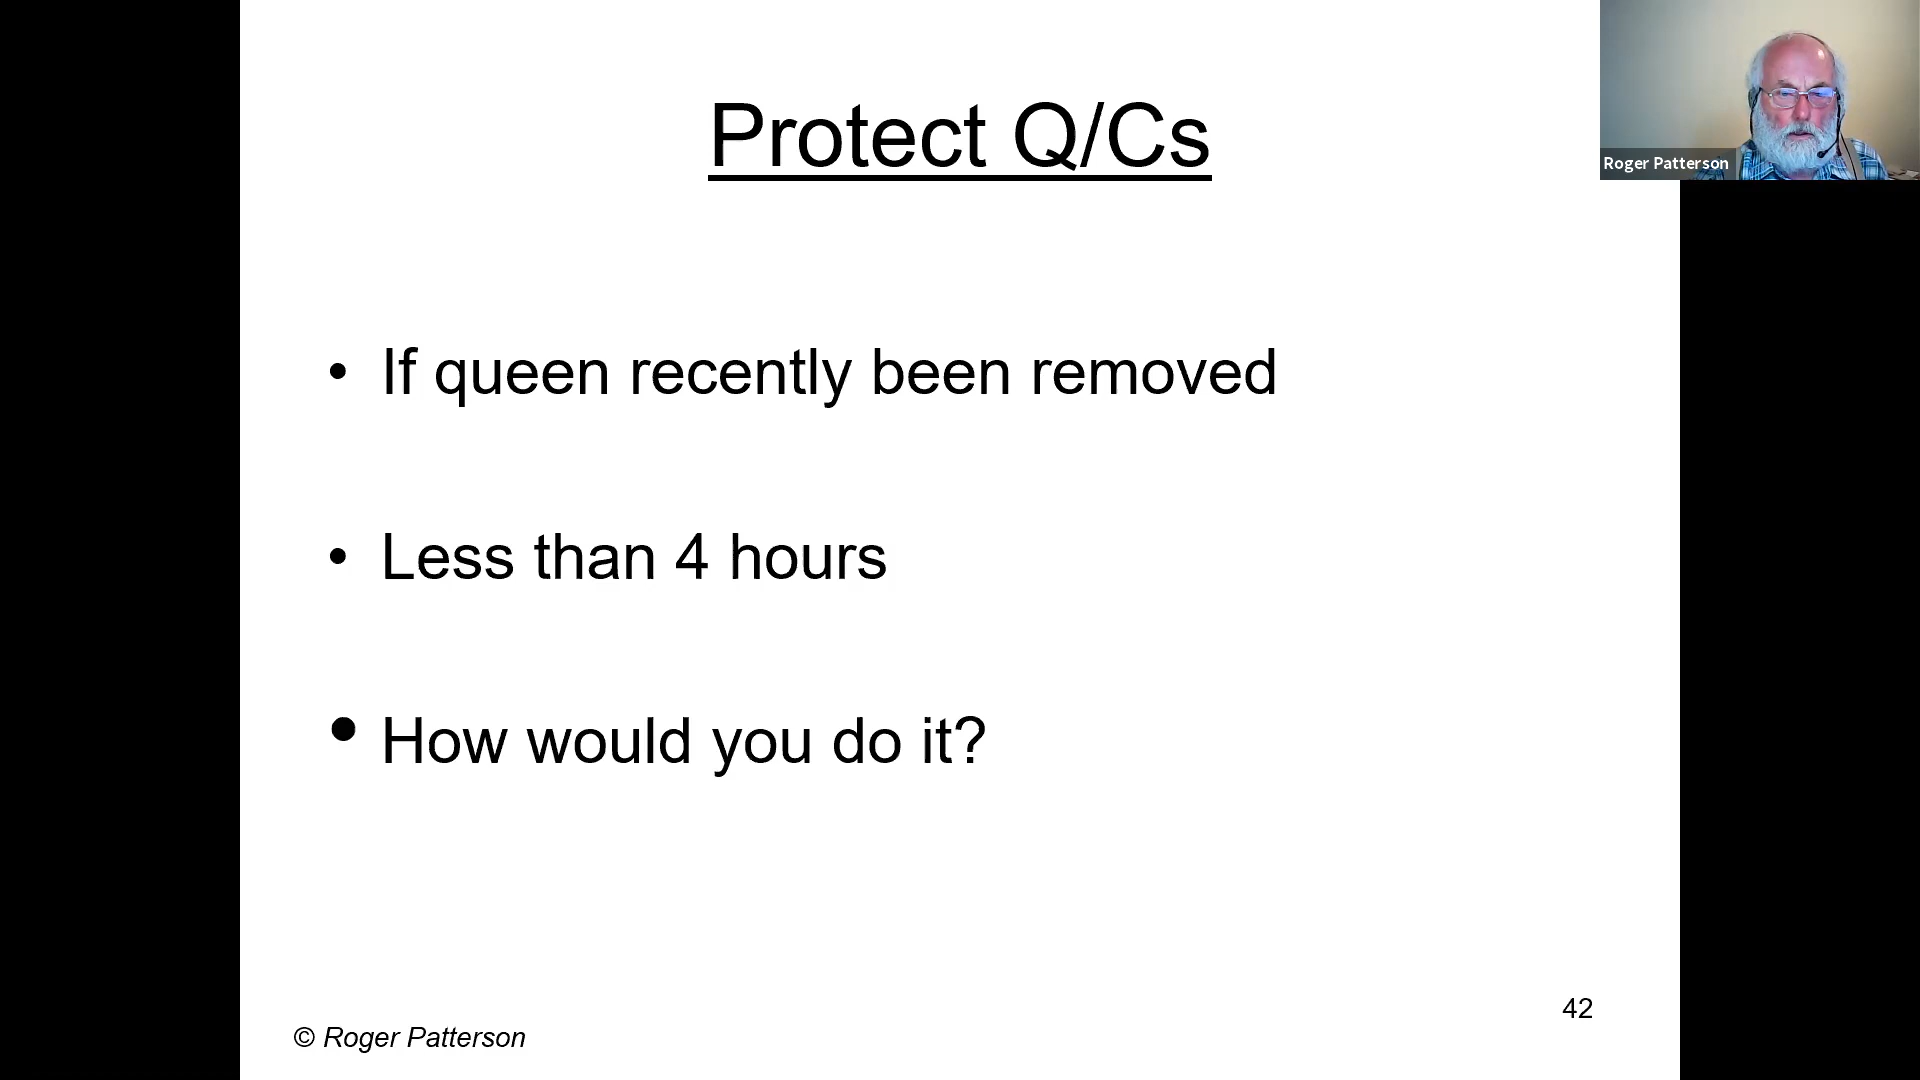 Protect Q/Cs
Roger Patterson
• If queen recently been removed
• Less than 4 hours
• How would you do it?
42
© Roger Patterson